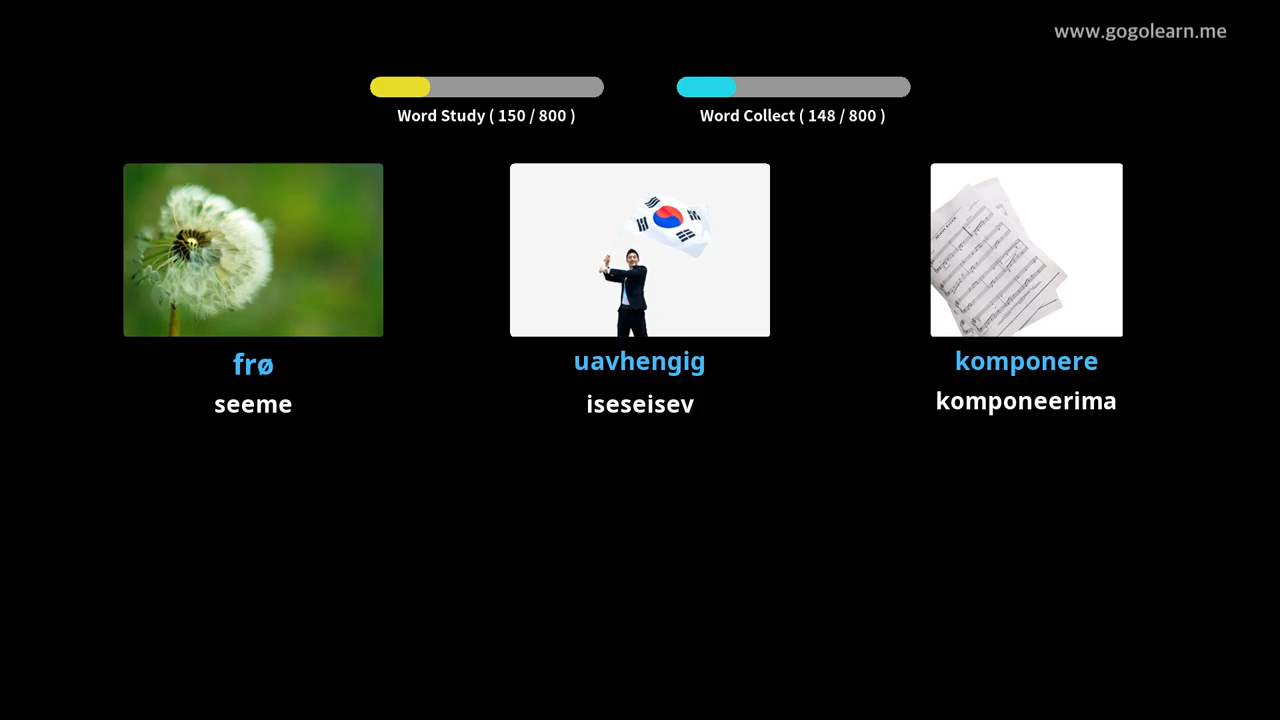 www.gogolearn.me
Word Study ( 150 / 800 )
Word Collect ( 148 / 800 )
frø
uavhengig
komponere
seeme
iseseisev
komponeerima